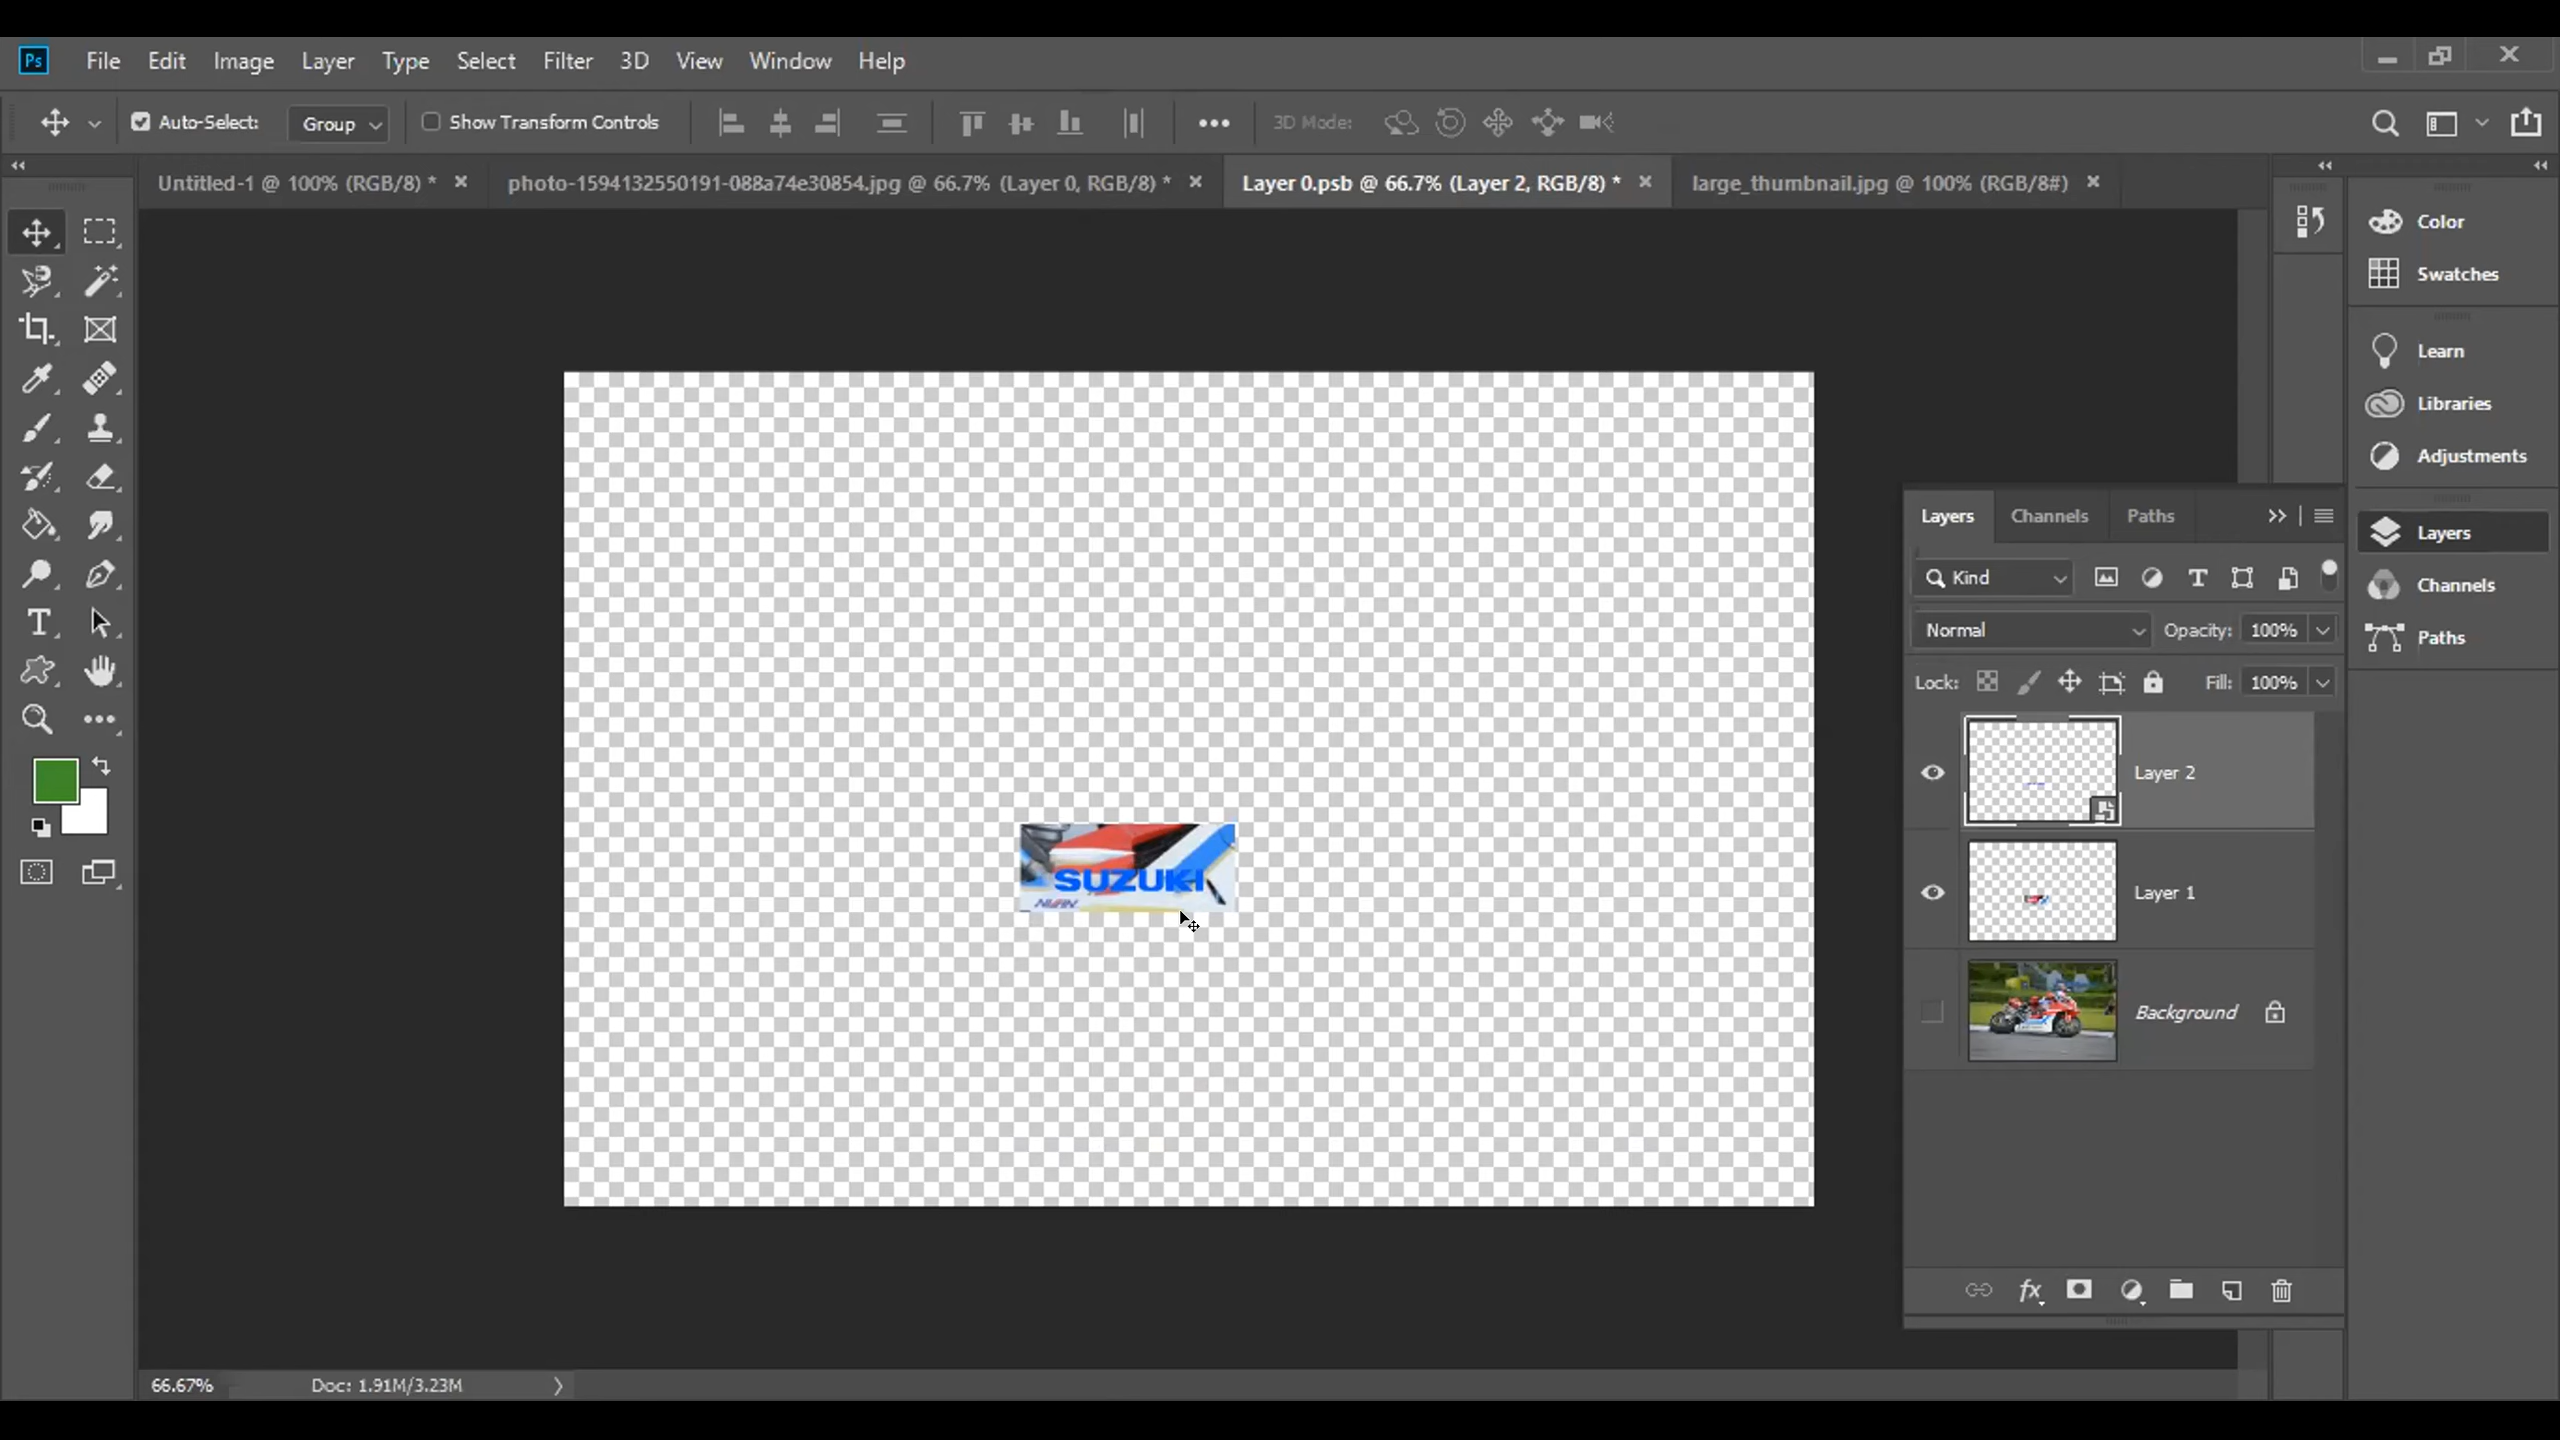 Ps File Edit Image Layer Type Select Filter 3D View Window Help
Auto-Select: Group Show Transform Controls 3D Mode:
Untitled-1 @ 100% (RGB/8) * photo-1594132550191-088a74e30854.jpg @ 66.7% (Layer 0, RGB/8) * Layer 0.psb @ 66.7% (Layer 2, RGB/8) * large_thumbnail.jpg @ 100% (RGB/8#)
Color
Swatches
Learn
Libraries
Adjustments
Layers
Channels
Paths
Layers Channels Paths
Kind
Normal Opacity: 100%
Lock: Fill: 100%
Layer 2
Layer 1
Background
SUZUKI
66.67% Doc: 1.91M/3.23M